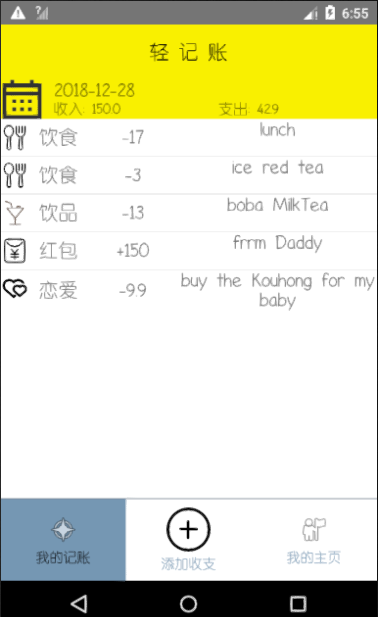 6:55
轻记账
2018-12-28
收入: 150.0 支出: 42.9
饮食 -17 lunch
饮食 -3 ice red tea
饮品 -13 boba MilkTea
红包 +150 frrm Daddy
恋爱 -9.9 buy the Kouhong for my
baby
我的记账 添加收支 我的主页